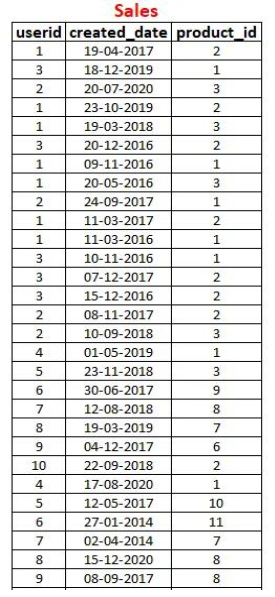 Sales
userid created_date product_id
1 19-04-2017 2
3 18-12-2019 1
2 20-07-2020 3
1 23-10-2019 2
1 19-03-2018 3
3 20-12-2016 2
1 09-11-2016 1
1 20-05-2016 3
2 24-09-2017 1
1 11-03-2017 2
1 11-03-2016 1
3 10-11-2016 1
3 07-12-2017 2
3 15-12-2016 2
2 08-11-2017 2
2 10-09-2018 3
4 01-05-2019 1
5 23-11-2018 3
6 30-06-2017 9
7 12-08-2018 8
8 19-03-2019 7
9 04-12-2017 6
10 22-09-2018 2
4 17-08-2020 1
5 12-05-2017 10
6 27-01-2014 11
7 02-04-2014 7
8 15-12-2020 8
9 08-09-2017 8